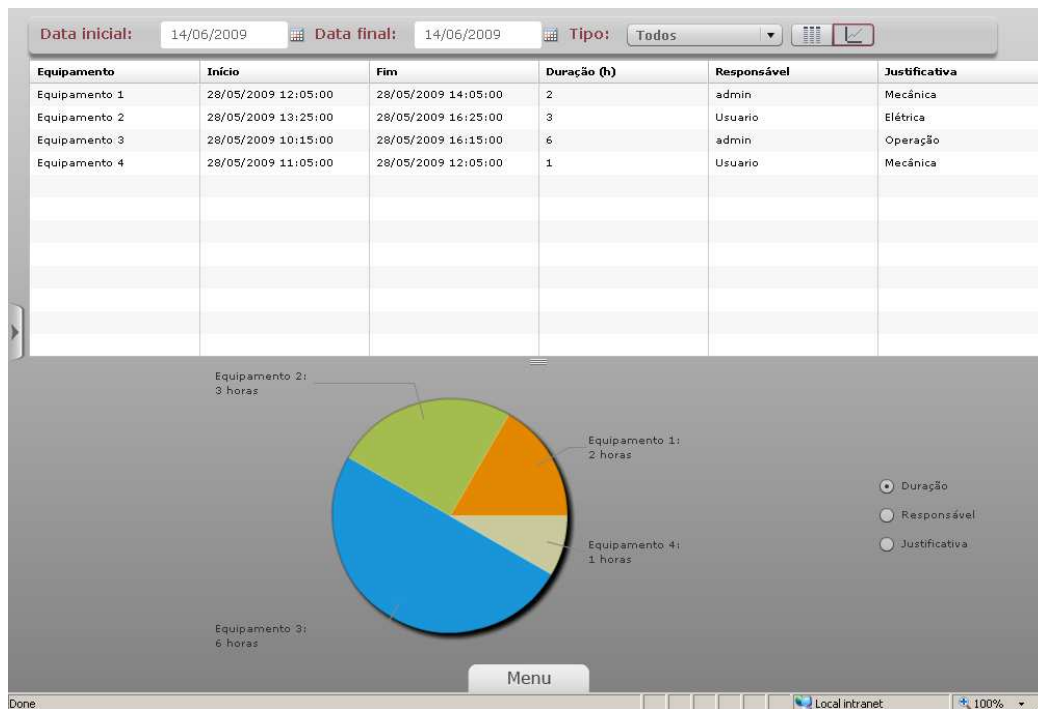 Data inicial: 14/06/2009 Data final: 14/06/2009 Tipo: Todos
Equipamento Início Fim Duração (h) Responsável Justificativa
Equipamento 1 28/05/2009 12:05:00 28/05/2009 14:05:00 2 admin Mecânica
Equipamento 2 28/05/2009 13:25:00 28/05/2009 16:25:00 3 Usuario Elétrica
Equipamento 3 28/05/2009 10:15:00 28/05/2009 16:15:00 6 admin Operação
Equipamento 4 28/05/2009 11:05:00 28/05/2009 12:05:00 1 Usuario Mecânica
Equipamento 2:
3 horas
Equipamento 1:
2 horas
Duração
Responsável
Justificativa
Equipamento 4:
1 horas
Equipamento 3:
6 horas
Menu
Done Local intranet 100%